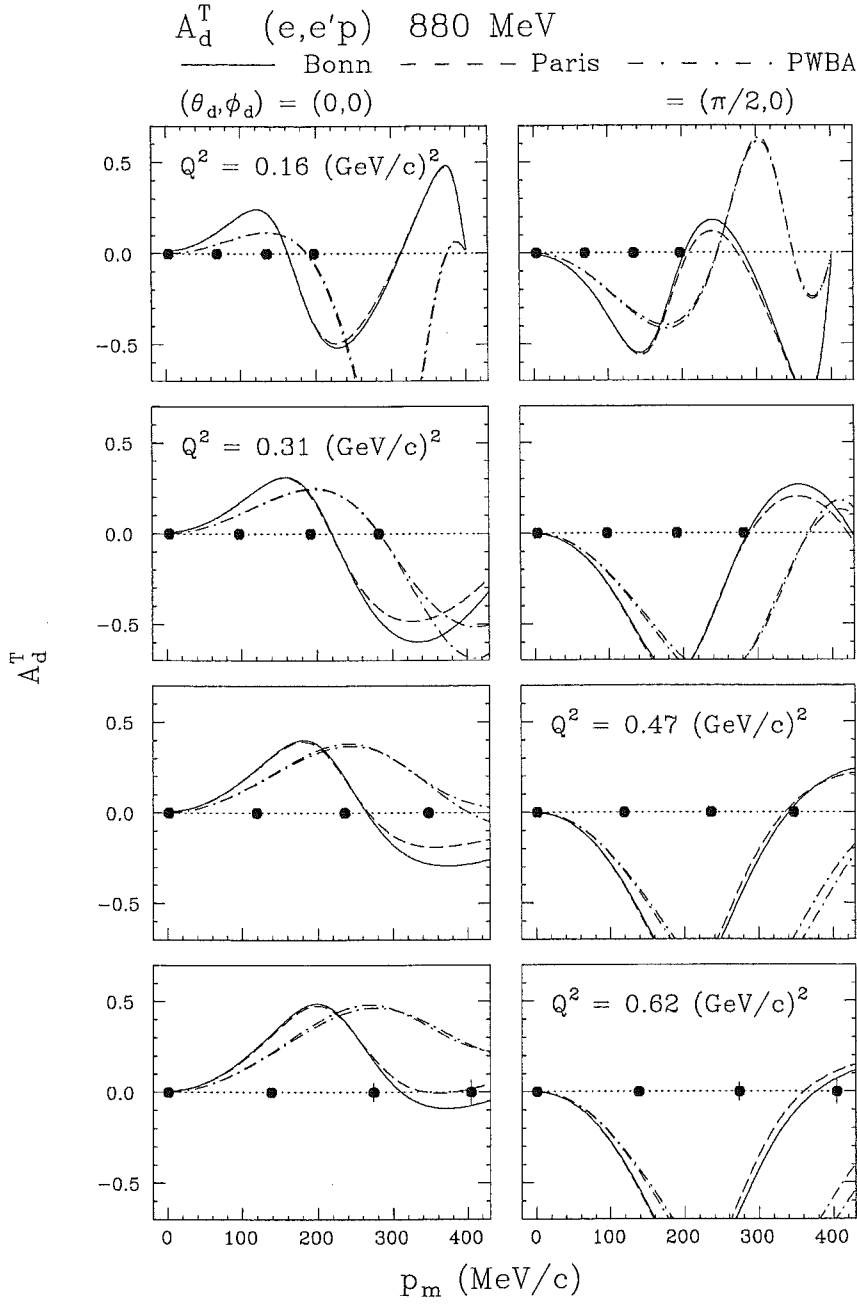 A_d^T (e,e'p) 880 MeV
Bonn Paris PWBA
(θ_d,ϕ_d) = (0,0) = (π/2,0)
Q^2 = 0.16 (GeV/c)^2
0.5
0.0
-0.5
Q^2 = 0.31 (GeV/c)^2
0.5
0.0
-0.5
A_d^T
Q^2 = 0.47 (GeV/c)^2
0.5
0.0
-0.5
Q^2 = 0.62 (GeV/c)^2
0.5
0.0
-0.5
0 100 200 300 400 0 100 200 300 400
p_m (MeV/c)